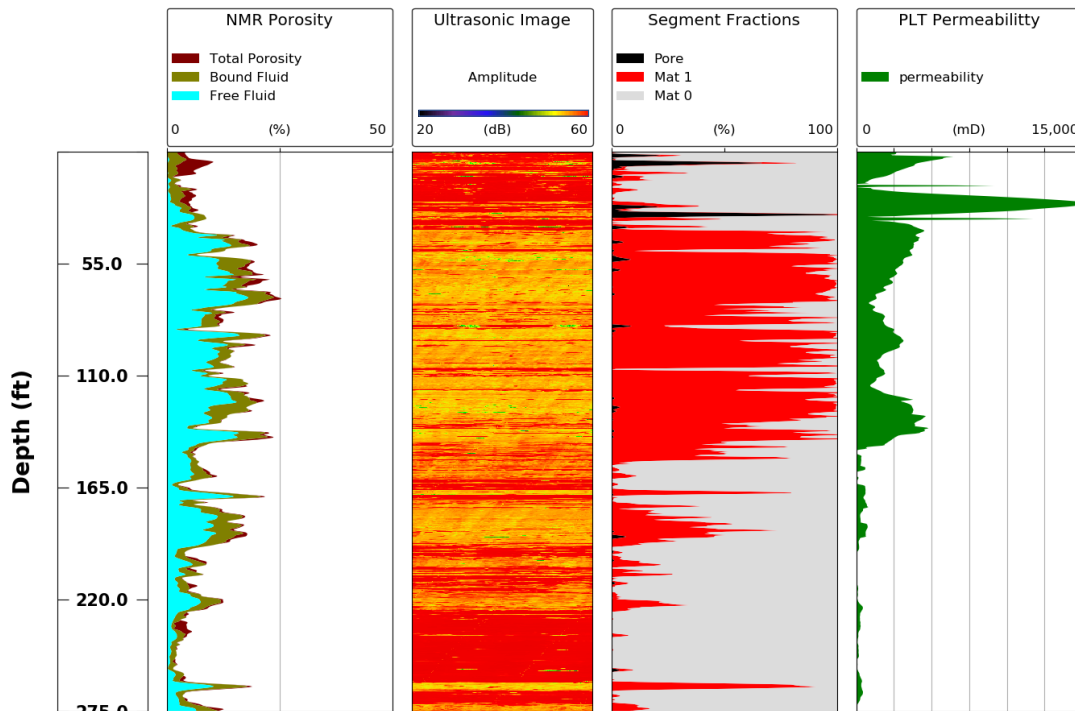 NMR Porosity
Total Porosity
Bound Fluid
Free Fluid
0 (%) 50
Ultrasonic Image
Amplitude
20 (dB) 60
Segment Fractions
Pore
Mat 1
Mat 0
0 (%) 100
PLT Permeabilitty
permeability
0 (mD) 15,000
Depth (ft)
55.0
110.0
165.0
220.0
275.0